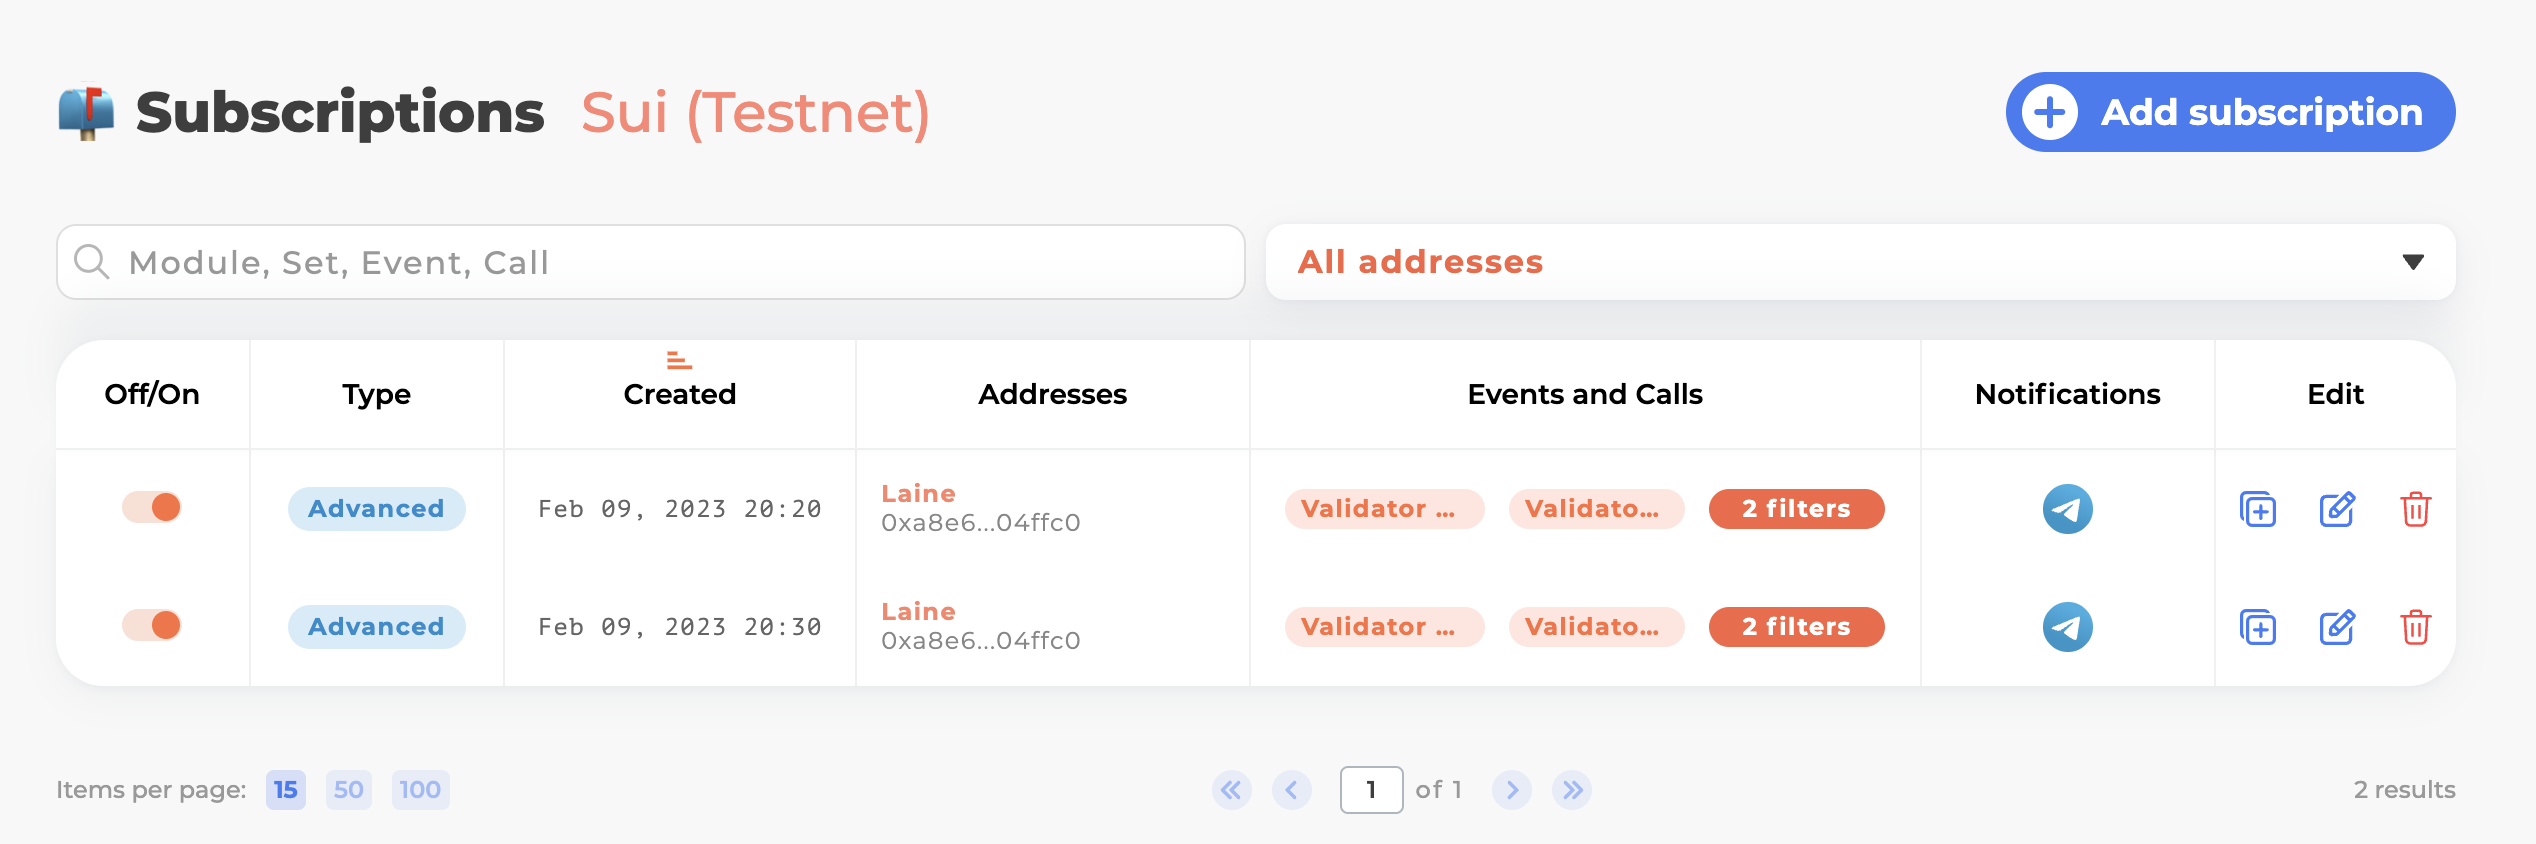 Subscriptions Sui (Testnet)
Add subscription
Module, Set, Event, Call
All addresses
Off/On Type Created Addresses Events and Calls Notifications Edit
Advanced Feb 09, 2023 20:20 Laine Validator ... Validato... 2 filters
0xa8e6...04ffc0
Advanced Feb 09, 2023 20:30 Laine Validator ... Validato... 2 filters
0xa8e6...04ffc0
Items per page: 15 50 100 1 of 1 2 results